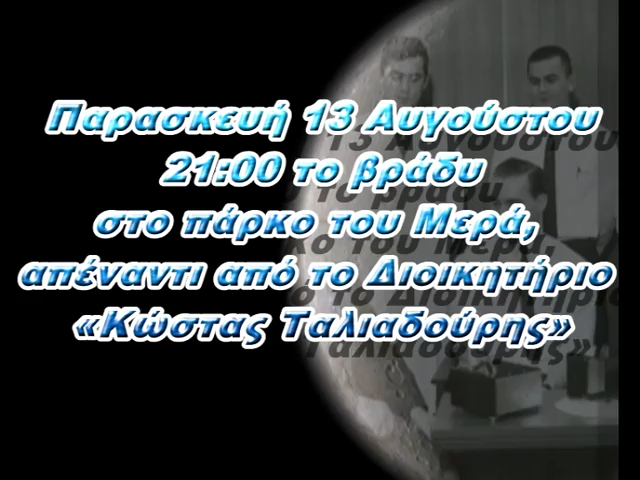 Παρασκευή 13 Αυγούστου
21:00 το βράδυ
στο πάρκο του Μερά,
απέναντι από το Διοικητήριο
«Κώστας Ταλιαδούρης»